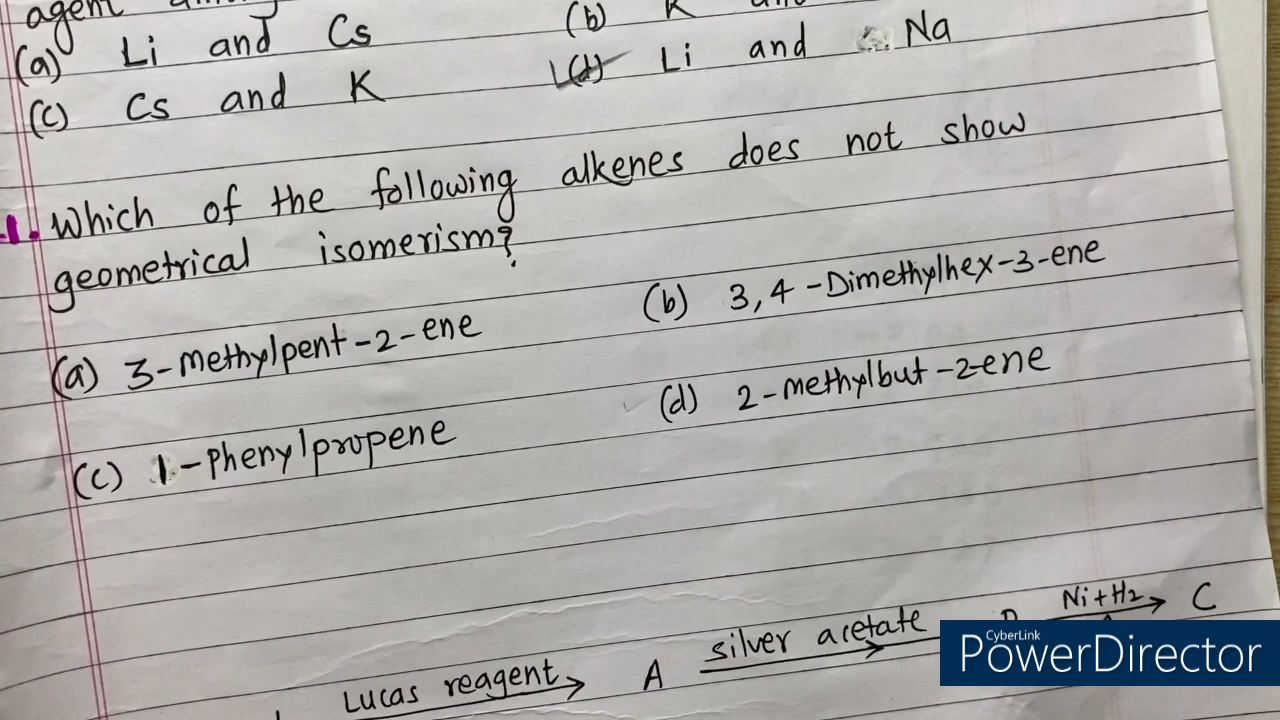 agent
(a) Li and Cs (b) K
(c) Cs and K (d) Li and Na
1. Which of the following alkenes does not show
geometrical isomerism?
(a) 3-methylpent-2-ene (b) 3,4-Dimethylhex-3-ene
(c) 1-Phenylpropene (d) 2-methylbut-2-ene
Lucas reagent A silver acetate Ni+H2 C
CyberLink
PowerDirector